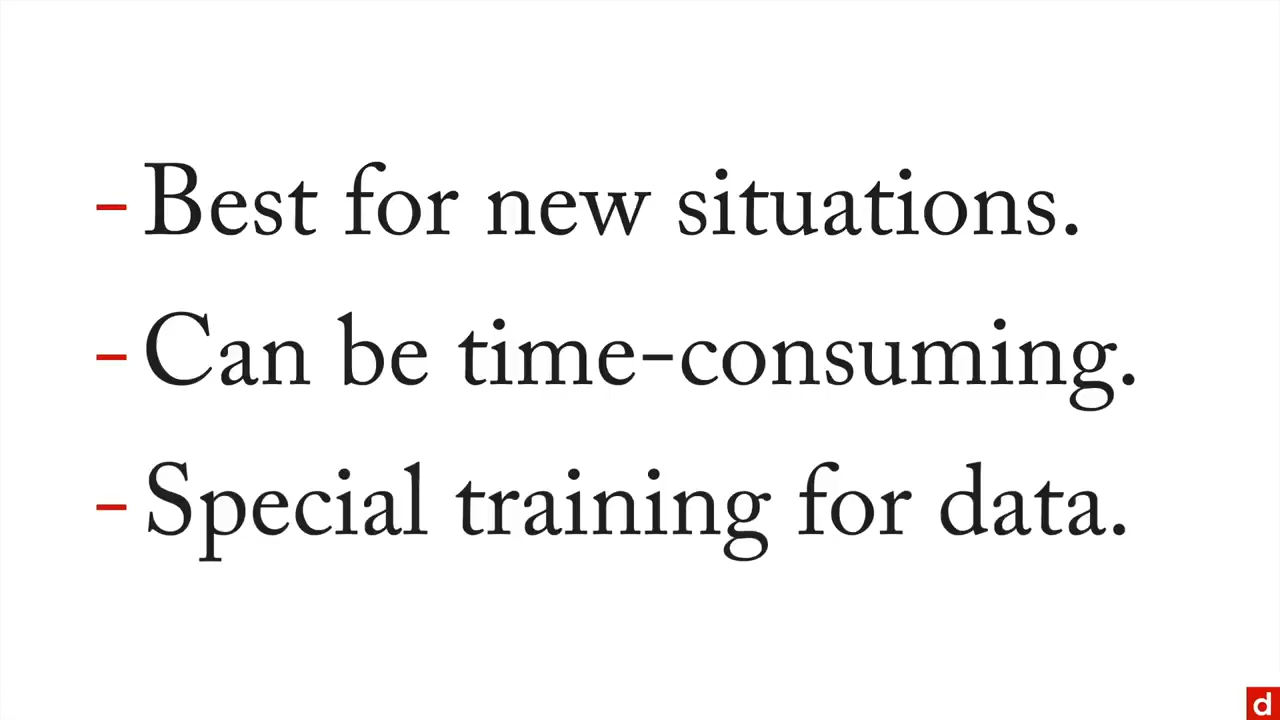 - Best for new situations.
- Can be time-consuming.
- Special training for data.
d